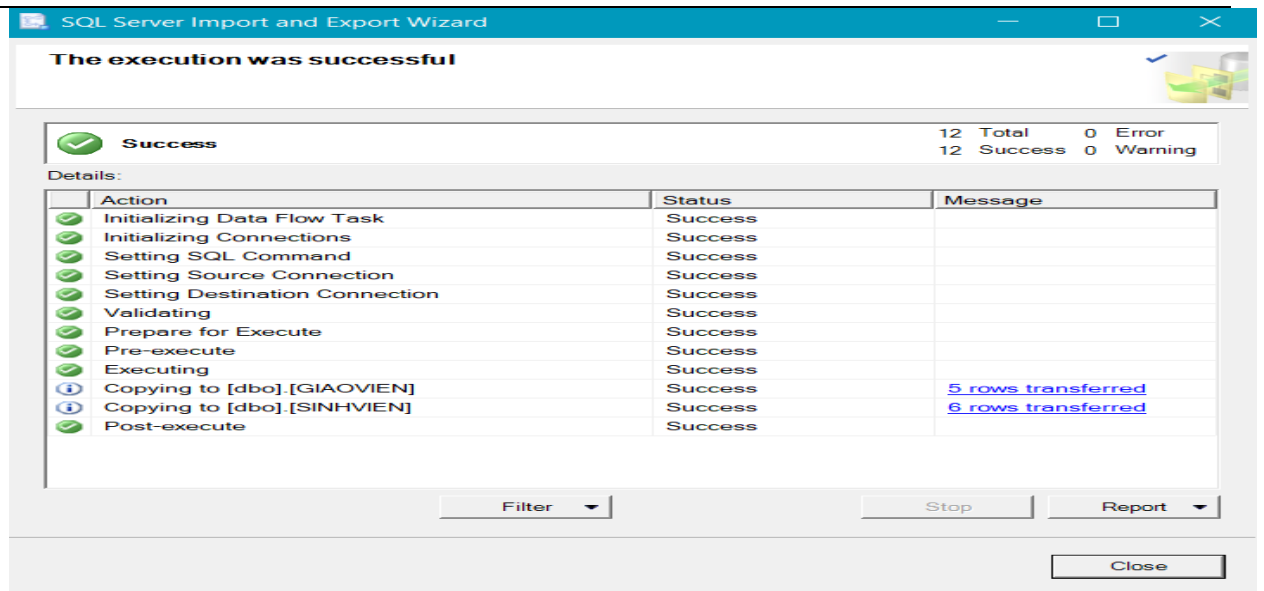 SQL Server Import and Export Wizard
The execution was successful
Success
12 Total 0 Error
12 Success 0 Warning
Details:
Action Status Message
Initializing Data Flow Task Success
Initializing Connections Success
Setting SQL Command Success
Setting Source Connection Success
Setting Destination Connection Success
Validating Success
Prepare for Execute Success
Pre-execute Success
Executing Success
Copying to [dbo].[GIAOVIEN] Success 5 rows transferred
Copying to [dbo].[SINHVIEN] Success 6 rows transferred
Post-execute Success
Filter Stop Report
Close